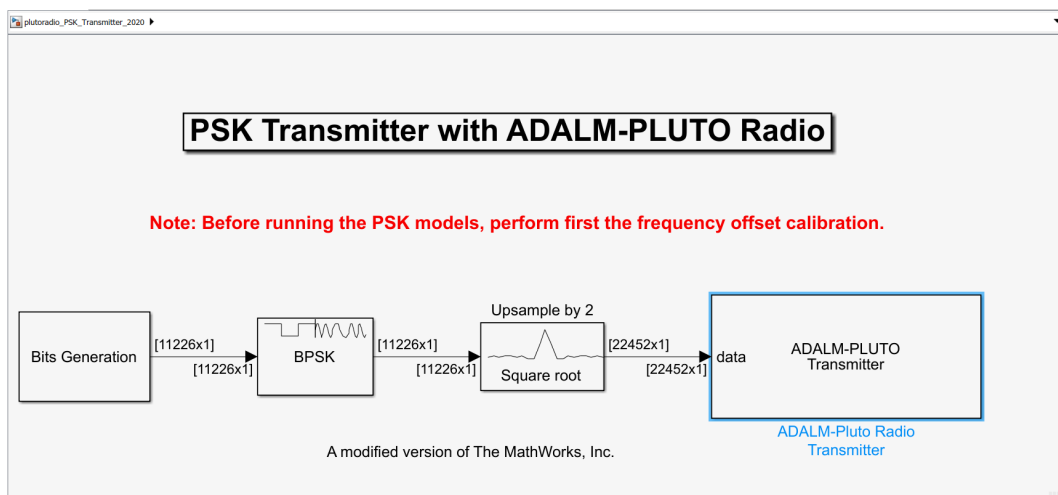 plutoradio_PSK_Transmitter_2020
PSK Transmitter with ADALM-PLUTO Radio
Note: Before running the PSK models, perform first the frequency offset calibration.
Upsample by 2
Bits Generation
[11226x1]
[11226x1]
BPSK
[11226x1]
[11226x1]
Square root
[22452x1]
[22452x1]
data
ADALM-PLUTO
Transmitter
ADALM-Pluto Radio
Transmitter
A modified version of The MathWorks, Inc.